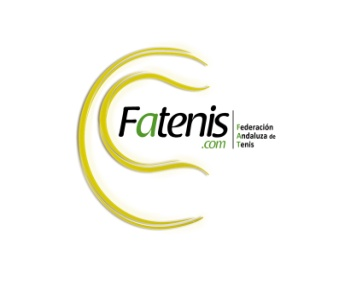 Fatenis
.com
Federación
Andaluza de
Tenis